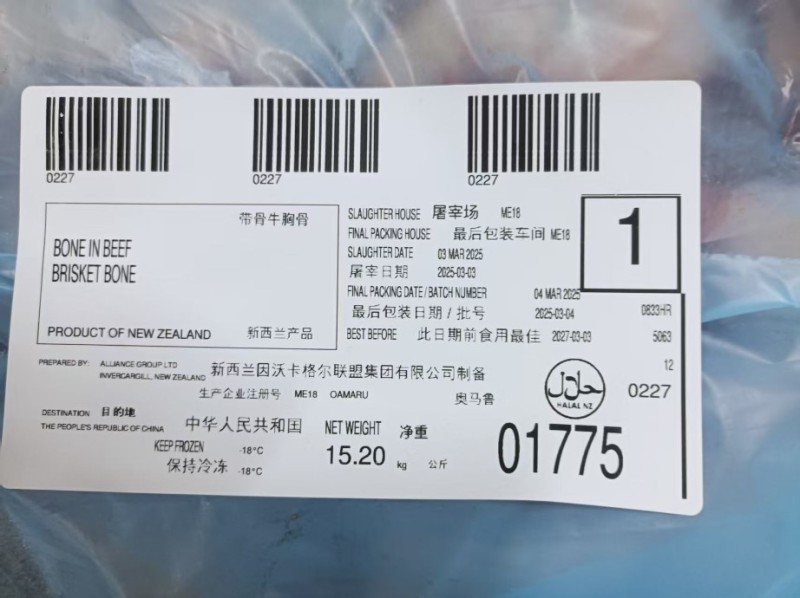 0227 0227 0227
带骨牛胸骨
BONE IN BEEF
BRISKET BONE
PRODUCT OF NEW ZEALAND 新西兰产品
SLAUGHTER HOUSE 屠宰场 ME18
FINAL PACKING HOUSE 最后包装车间 ME18
SLAUGHTER DATE 03 MAR 2025
屠宰日期 2025-03-03
FINAL PACKING DATE / BATCH NUMBER 04 MAR 2025
最后包装日期 / 批号 2025-03-04
BEST BEFORE 此日期前食用最佳 2027-03-03
1
0833HR
5063
12
0227
PREPARED BY: ALLIANCE GROUP LTD
INVERCARGILL, NEW ZEALAND
新西兰因沃卡格尔联盟集团有限公司制备
生产企业注册号 ME18 OAMARU 奥马鲁
حلال
HALAL NZ
DESTINATION 目的地
THE PEOPLE'S REPUBLIC OF CHINA 中华人民共和国
KEEP FROZEN -18°C
保持冷冻 -18°C
NET WEIGHT 净重
15.20 kg 公斤
01775